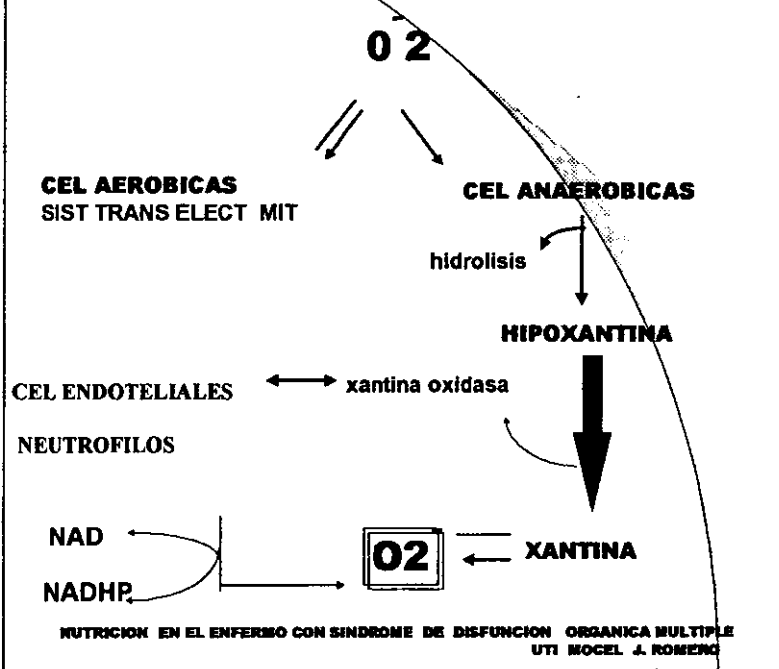 O 2
CEL AEROBICAS
SIST TRANS ELECT MIT
CEL ANAEROBICAS
hidrolisis
HIPOXANTINA
CEL ENDOTELIALES
xantina oxidasa
NEUTROFILOS
NAD
NADHP
O2
XANTINA
NUTRICION EN EL ENFERMO CON SINDROME DE DISFUNCION ORGANICA MULTIPLE
UTI MOCEL J. ROMERO